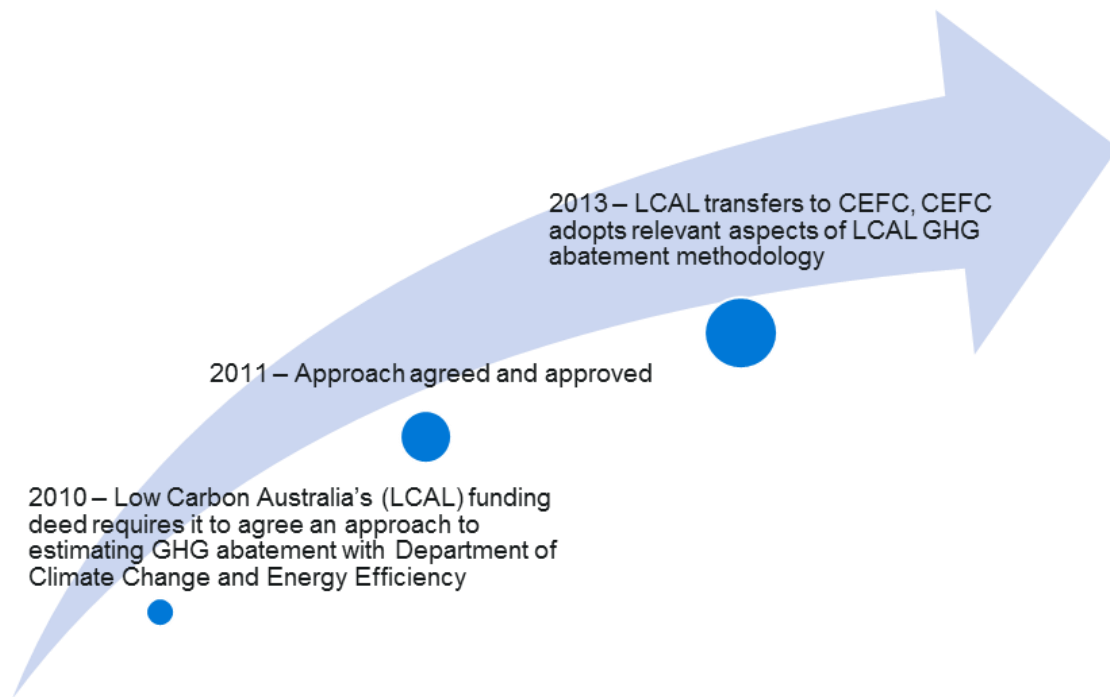 2013 – LCAL transfers to CEFC, CEFC
adopts relevant aspects of LCAL GHG
abatement methodology
2011 – Approach agreed and approved
2010 – Low Carbon Australia's (LCAL) funding
deed requires it to agree an approach to
estimating GHG abatement with Department of
Climate Change and Energy Efficiency